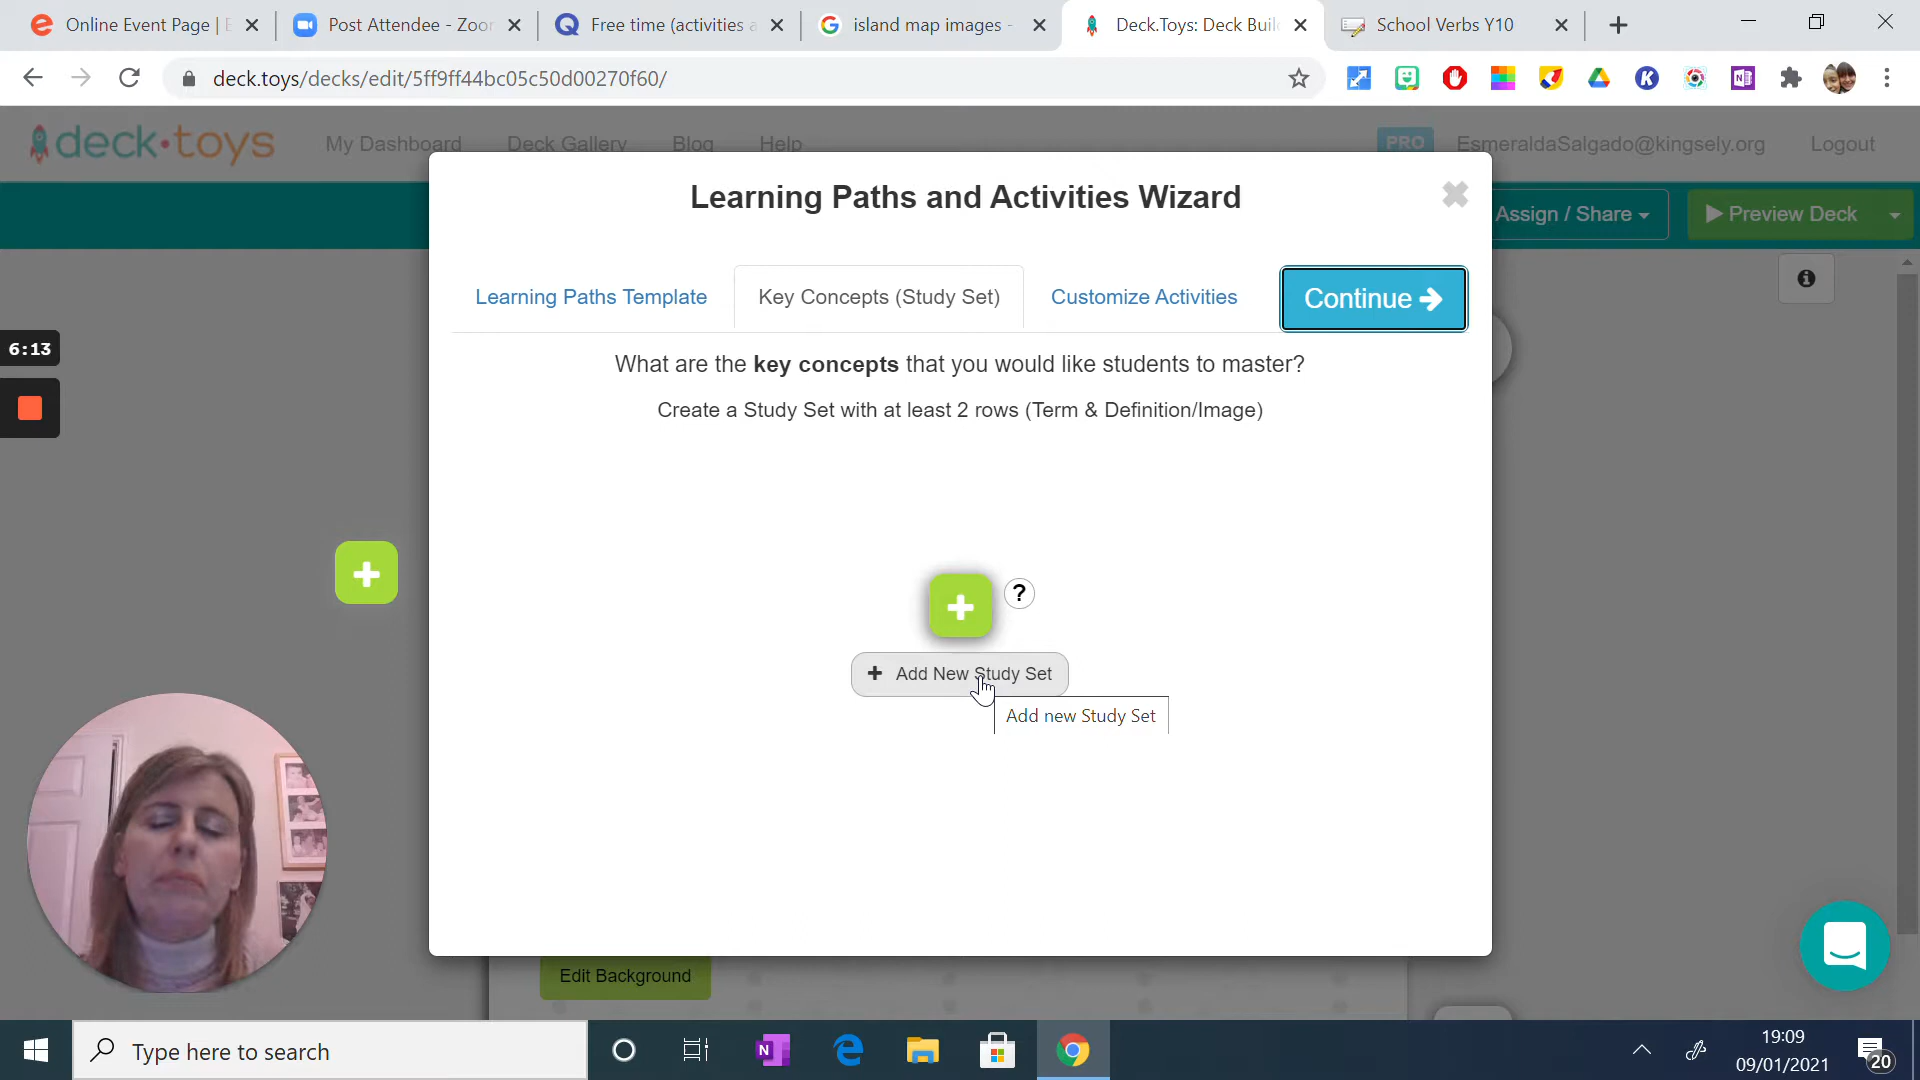 Online Event Page | E
Post Attendee - Zoor
Free time (activities a
island map images -
Deck.Toys: Deck Buil
School Verbs Y10
deck.toys/decks/edit/5ff9ff44bc05c50d00270f60/
deck•toys
My Dashboard
Deck Gallery
Blog
Help
PRO
EsmeraldaSalgado@kingsely.org
Logout
Assign / Share
Preview Deck
Learning Paths and Activities Wizard
Learning Paths Template
Key Concepts (Study Set)
Customize Activities
Continue
What are the key concepts that you would like students to master?
Create a Study Set with at least 2 rows (Term & Definition/Image)
6:13
?
Add New Study Set
Add new Study Set
Edit Background
Type here to search
19:09
09/01/2021
20